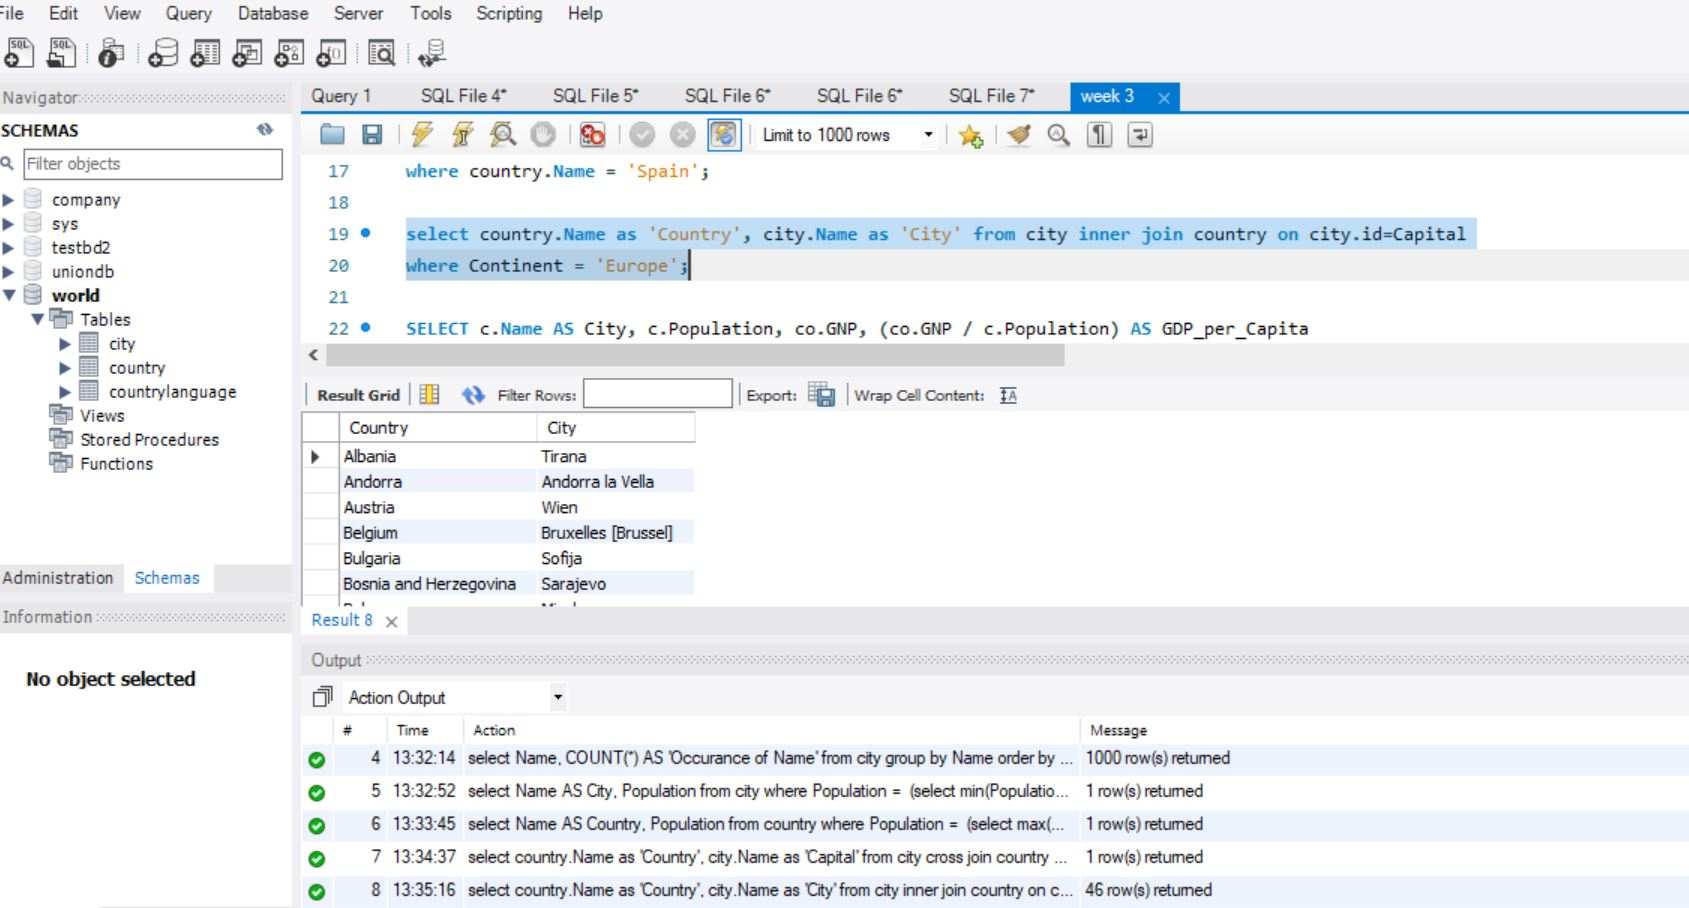 File Edit View Query Database Server Tools Scripting Help
Navigator
SCHEMAS
Filter objects
company
sys
testbd2
uniondb
world
Tables
city
country
countrylanguage
Views
Stored Procedures
Functions
Administration Schemas
Information
No object selected
Query 1 SQL File 4* SQL File 5* SQL File 6* SQL File 6* SQL File 7* week 3
Limit to 1000 rows
17 where country.Name = 'Spain';
18
19 select country.Name as 'Country', city.Name as 'City' from city inner join country on city.id=Capital
20 where Continent = 'Europe';
21
22 SELECT c.Name AS City, c.Population, co.GNP, (co.GNP / c.Population) AS GDP_per_Capita
Result Grid Filter Rows: Export: Wrap Cell Content:
Country City
Albania Tirana
Andorra Andorra la Vella
Austria Wien
Belgium Bruxelles [Brussel]
Bulgaria Sofija
Bosnia and Herzegovina Sarajevo
Result 8
Output
Action Output
# Time Action Message
4 13:32:14 select Name, COUNT(*) AS 'Occurance of Name' from city group by Name order by ... 1000 row(s) returned
5 13:32:52 select Name AS City, Population from city where Population = (select min(Populatio... 1 row(s) returned
6 13:33:45 select Name AS Country, Population from country where Population = (select max(... 1 row(s) returned
7 13:34:37 select country.Name as 'Country', city.Name as 'Capital' from city cross join country ... 1 row(s) returned
8 13:35:16 select country.Name as 'Country', city.Name as 'City' from city inner join country on c... 46 row(s) returned